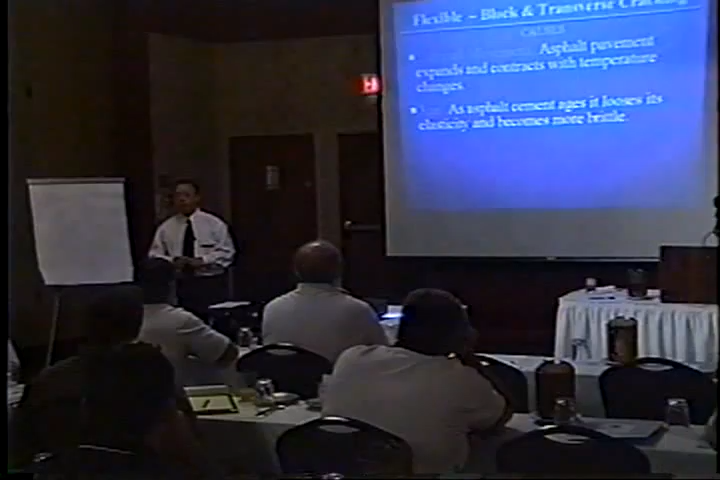 Flexible - Block & Transverse Cracking
CAUSES
Asphalt pavement
expands and contracts with temperature
changes.
As asphalt cement ages it looses its
elasticity and becomes more brittle.